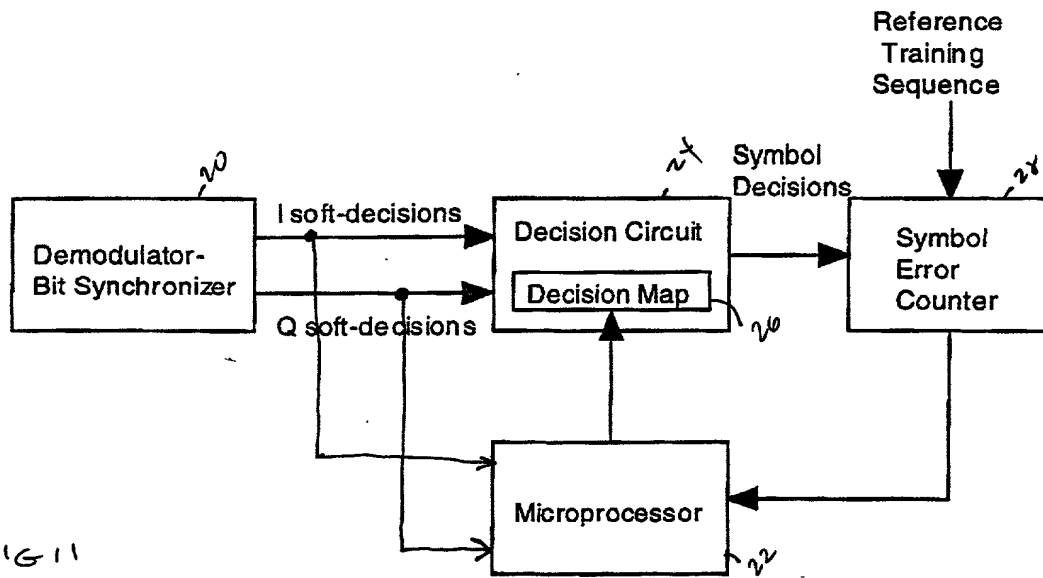 Reference
Training
Sequence
20
24
Symbol
Decisions
28
I soft-decisions
Demodulator-
Bit Synchronizer
Decision Circuit
Decision Map
Symbol
Error
Counter
Q soft-decisions
26
Microprocessor
22